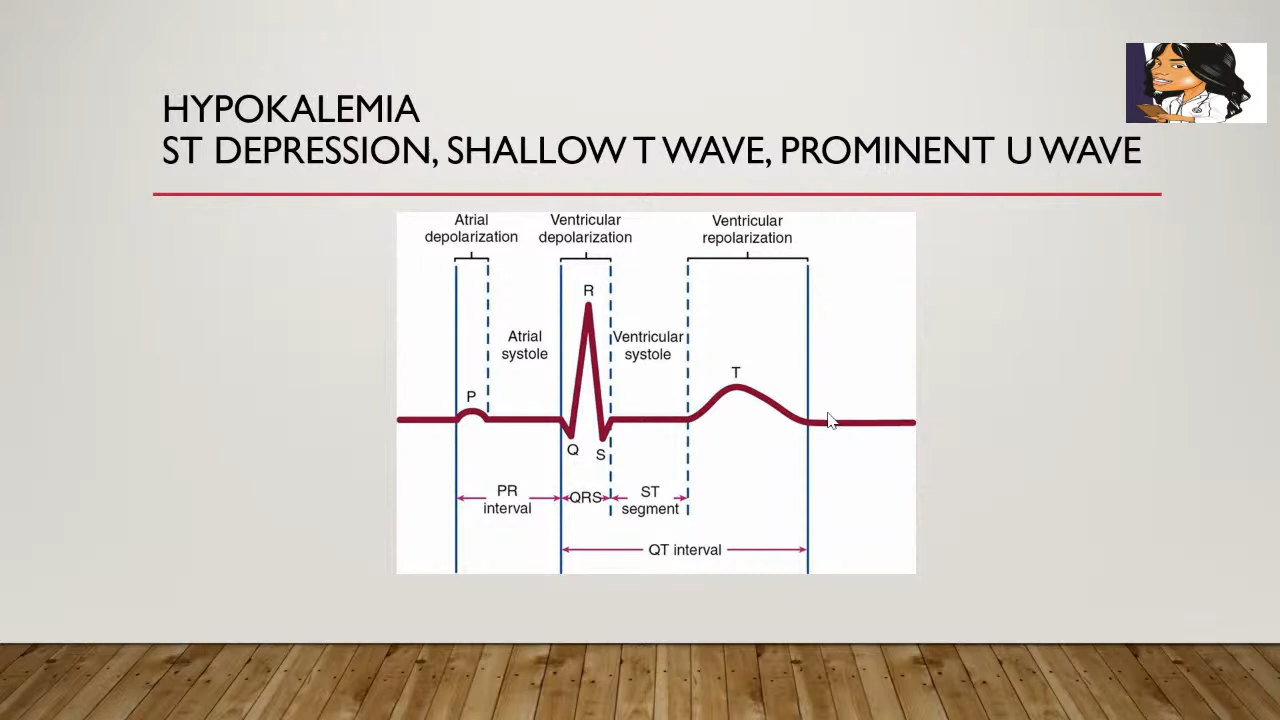 HYPOKALEMIA
ST DEPRESSION, SHALLOW T WAVE, PROMINENT U WAVE
Atrial
depolarization
Ventricular
depolarization
Ventricular
repolarization
R
Atrial
systole
Ventricular
systole
T
P
Q
S
PR
interval
QRS
ST
segment
QT interval